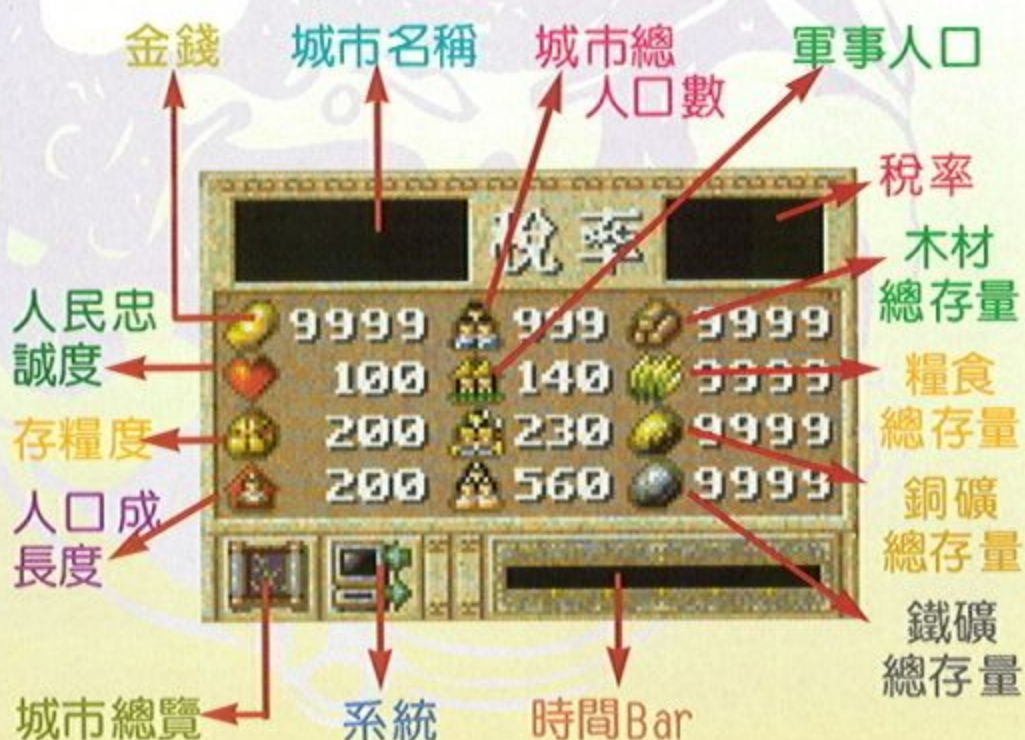 金錢
城市名稱
城市總
人口數
軍事人口
稅率
木材
總存量
糧食
總存量
銅礦
總存量
鐵礦
總存量
人民忠
誠度
存糧度
人口成
長度
稅率
9999 999 9999
100 140 9999
200 230 9999
200 560 9999
城市總覽
系統
時間Bar